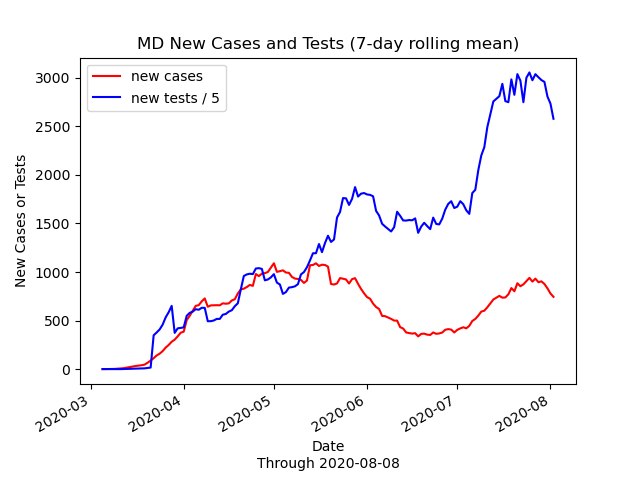 MD New Cases and Tests (7-day rolling mean)
new cases
new tests / 5
New Cases or Tests
3000
2500
2000
1500
1000
500
0
2020-03
2020-04
2020-05
2020-06
2020-07
2020-08
Date
Through 2020-08-08